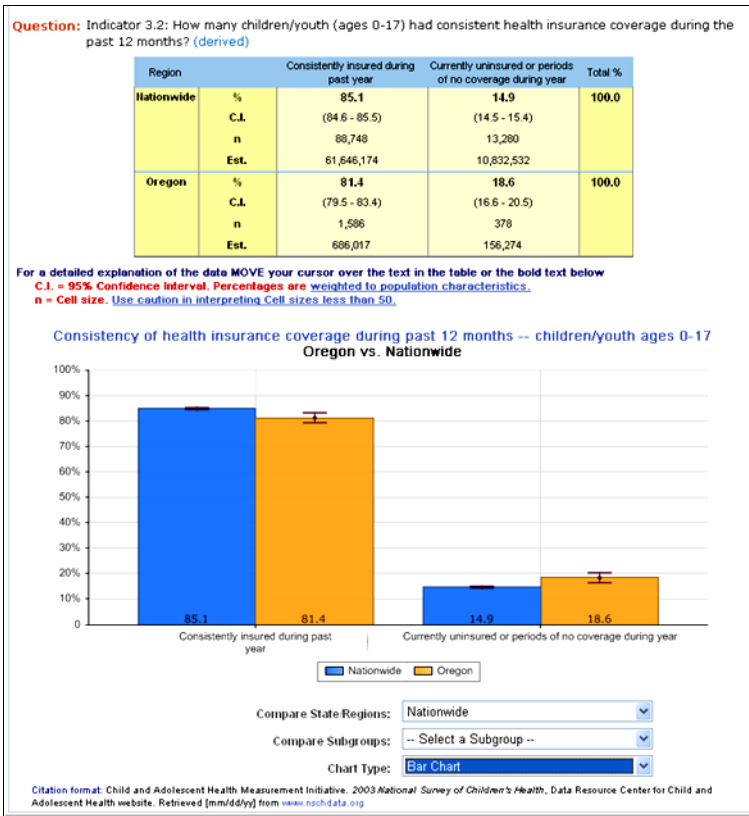 Question: Indicator 3.2: How many children/youth (ages 0-17) had consistent health insurance coverage during the
past 12 months? (derived)
Region Consistently insured during past year Currently uninsured or periods of no coverage during year Total %
Nationwide % 85.1 14.9 100.0
C.I. (84.6 - 85.5) (14.5 - 15.4)
n 88,748 13,280
Est. 61,646,174 10,832,532
Oregon % 81.4 18.6 100.0
C.I. (79.5 - 83.4) (16.6 - 20.5)
n 1,586 378
Est. 686,017 156,274
For a detailed explanation of the data MOVE your cursor over the text in the table or the bold text below
C.I. = 95% Confidence Interval. Percentages are weighted to population characteristics.
n = Cell size. Use caution in interpreting Cell sizes less than 50.
Consistency of health insurance coverage during past 12 months -- children/youth ages 0-17
Oregon vs. Nationwide
100%
90%
80%
70%
60%
50%
40%
30%
20%
10%
0
85.1 81.4 14.9 18.6
Consistently insured during past
year
Currently uninsured or periods of no coverage during year
Nationwide Oregon
Compare State/Regions: Nationwide
Compare Subgroups: -- Select a Subgroup --
Chart Type: Bar Chart
Citation format: Child and Adolescent Health Measurement Initiative. 2003 National Survey of Children's Health, Data Resource Center for Child and
Adolescent Health website. Retrieved [mm/dd/yy] from www.nschdata.org